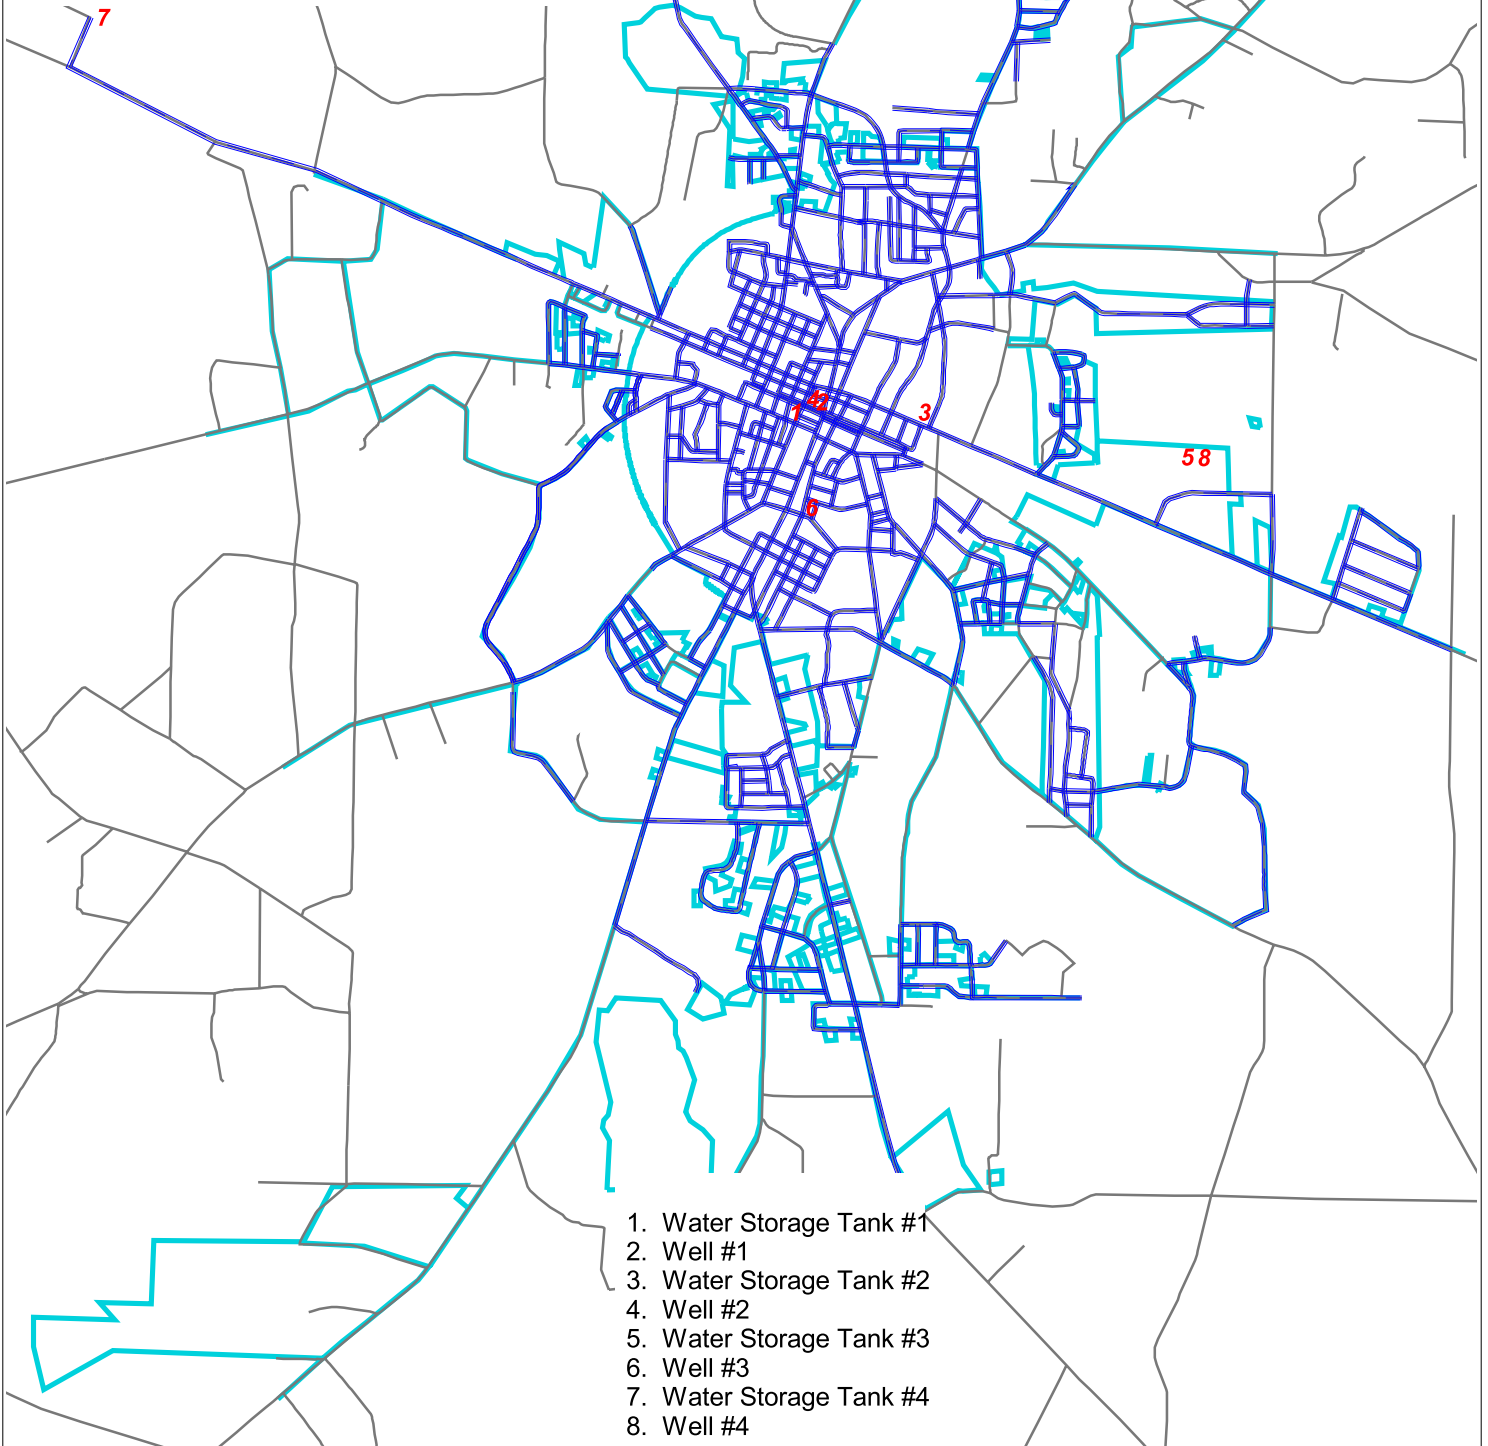 7
1
42
3
5 8
6
1. Water Storage Tank #1
2. Well #1
3. Water Storage Tank #2
4. Well #2
5. Water Storage Tank #3
6. Well #3
7. Water Storage Tank #4
8. Well #4